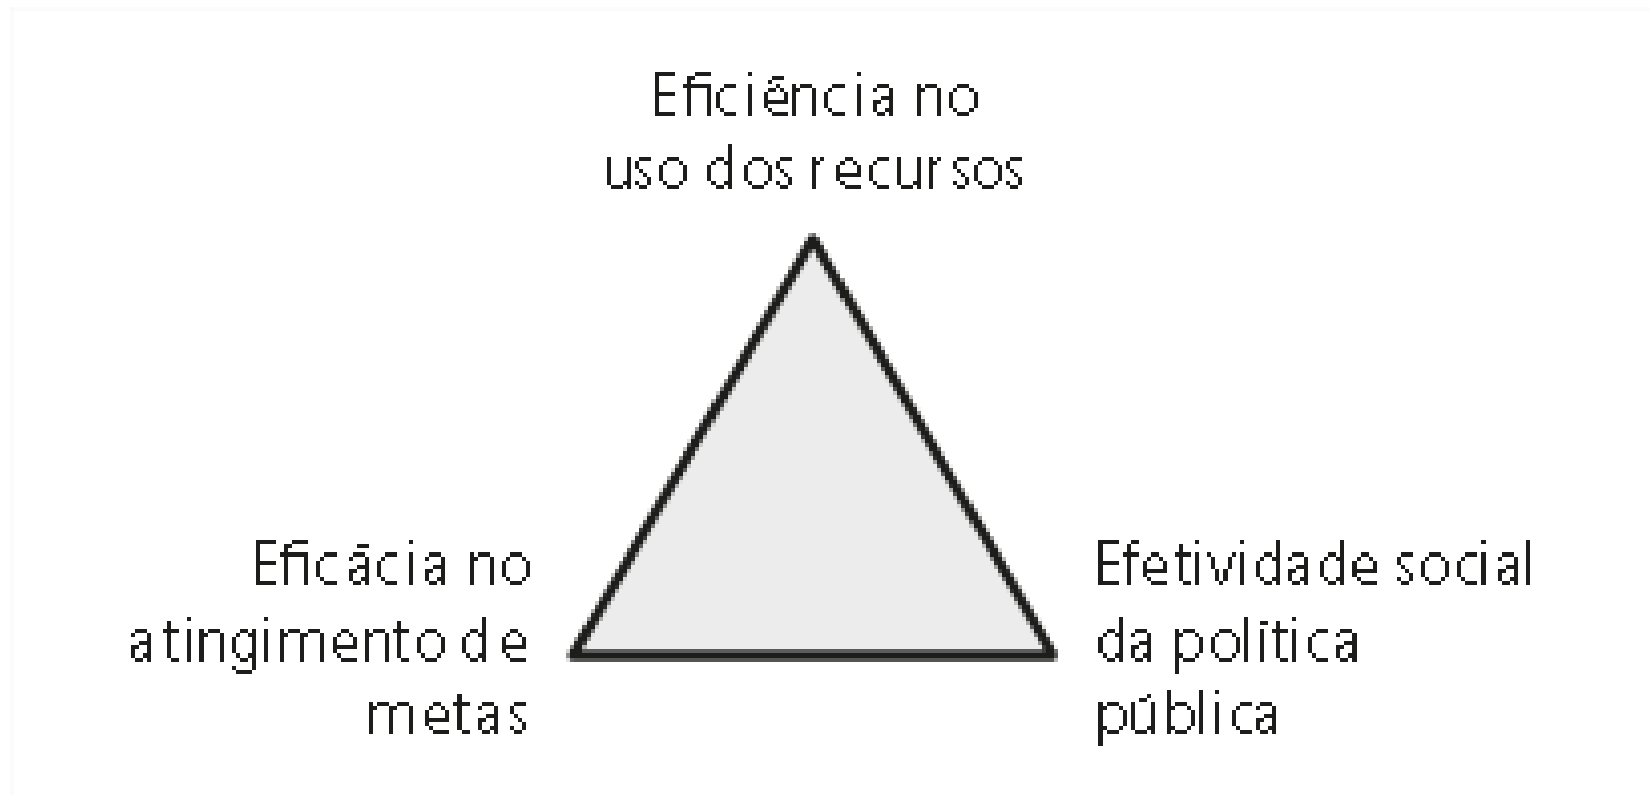 Eficiência no
uso dos recursos
Eficácia no
atingimento de
metas
Efetividade social
da política
pública